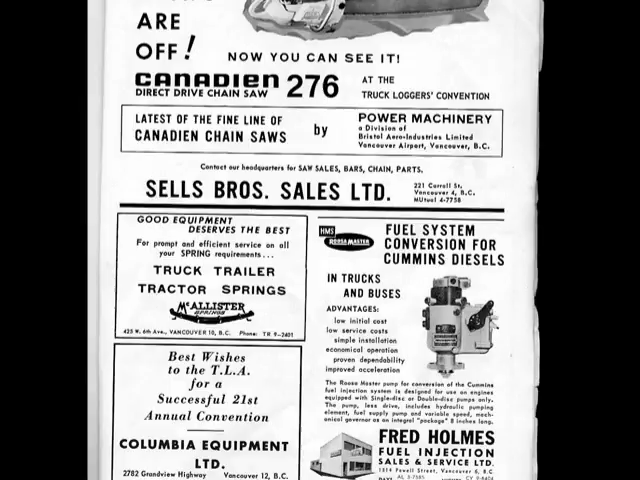 ARE
OFF!
NOW YOU CAN SEE IT!
CANADIEN 276
DIRECT DRIVE CHAIN SAW
AT THE
TRUCK LOGGERS' CONVENTION
LATEST OF THE FINE LINE OF
CANADIEN CHAIN SAWS
by
POWER MACHINERY
a Division of
Bristol Aero-Industries Limited
Vancouver Airport, Vancouver, B.C.
Contact our headquarters for SAW SALES, BARS, CHAIN, PARTS.
SELLS BROS. SALES LTD.
221 Carrall St.
Vancouver 4, B.C.
MUtual 4-7758
GOOD EQUIPMENT
DESERVES THE BEST
For prompt and efficient service on all
your SPRING requirements...
TRUCK TRAILER
TRACTOR SPRINGS
McALLISTER
SPRINGS
425 W. 6th Ave., VANCOUVER 10, B.C. Phone: TR 9-2401
Best Wishes
to the T.L.A.
for a
Successful 21st
Annual Convention
COLUMBIA EQUIPMENT
LTD.
2782 Grandview Highway Vancouver 12, B.C.
HMS
ROOSA MASTER
FUEL SYSTEM
CONVERSION FOR
CUMMINS DIESELS
IN TRUCKS
AND BUSES
ADVANTAGES:
low initial cost
low service costs
simple installation
economical operation
proven dependability
improved acceleration
The Roosa Master pump for conversion of the Cummins
fuel injection system is designed for use on engines
equipped with Single-disc or Double-disc pumps only.
The pump, less drive, includes hydraulic pumping
element, fuel supply pump and variable speed, mech-
anical governor as an integral "package" 8 inches long.
FRED HOLMES
FUEL INJECTION
SALES & SERVICE LTD.
1514 Powell Street, Vancouver 6, B.C.